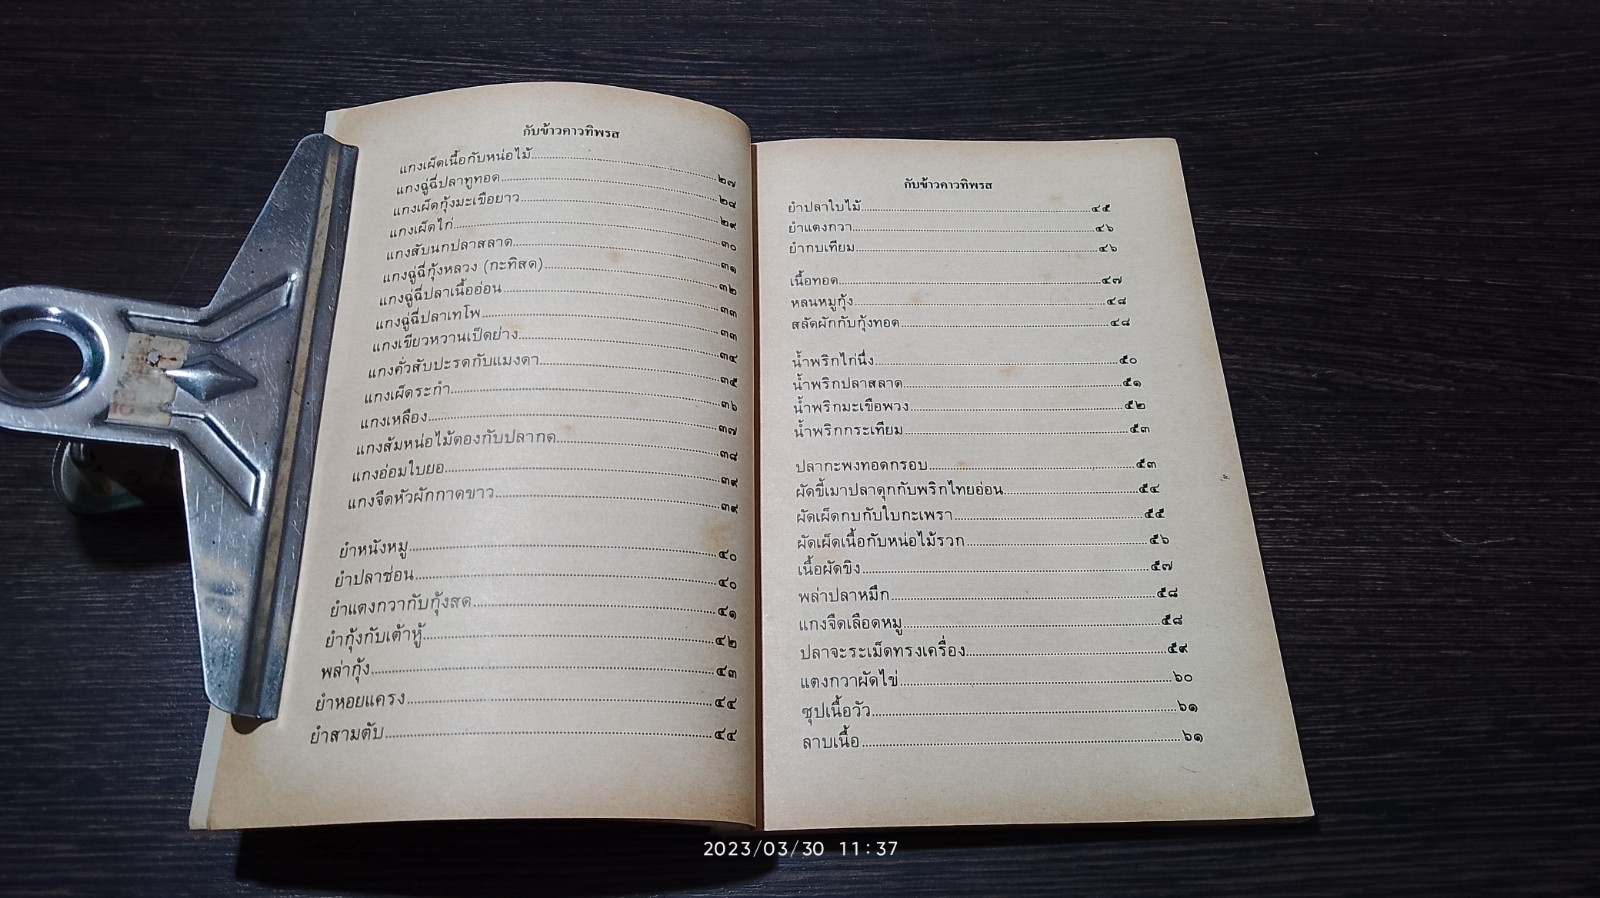 กับข้าวคาวทิพรส
แกงเผ็ดเนื้อกับหน่อไม้........๒๗
แกงฉู่ฉี่ปลาทูทอด........๒๘
แกงเผ็ดกุ้งมะเขือยาว........๒๙
แกงเผ็ดไก่........๓๐
แกงสับนกปลาสลาด........๓๑
แกงฉู่ฉี่กุ้งหลวง (กะทิสด)........๓๒
แกงฉู่ฉี่ปลาเนื้ออ่อน........๓๓
แกงฉู่ฉี่ปลาเทโพ........๓๓
แกงเขียวหวานเป็ดย่าง........๓๔
แกงคั่วสับปะรดกับแมงดา........๓๕
แกงเผ็ดระกำ........๓๖
แกงเหลือง........๓๗
แกงส้มหน่อไม้ดองกับปลากด........๓๘
แกงอ่อมใบยอ........๓๙
แกงจืดหัวผักกาดขาว........๓๙
ยำหนังหมู........๔๐
ยำปลาช่อน........๔๐
ยำแตงกวากับกุ้งสด........๔๑
ยำกุ้งกับเต้าหู้........๔๒
พล่ากุ้ง........๔๓
ยำหอยแครง........๔๔
ยำสามตับ........๔๔
กับข้าวคาวทิพรส
ยำปลาใบไม้........๔๕
ยำแตงกวา........๔๖
ยำกบเทียม........๔๖
เนื้อทอด........๔๗
หลนหมูกุ้ง........๔๘
สลัดผักกับกุ้งทอด........๔๘
น้ำพริกไก่นึ่ง........๕๐
น้ำพริกปลาสลาด........๕๑
น้ำพริกมะเขือพวง........๕๒
น้ำพริกกระเทียม........๕๓
ปลากะพงทอดกรอบ........๕๓
ผัดขี้เมาปลาดุกกับพริกไทยอ่อน........๕๔
ผัดเผ็ดกบกับใบกะเพรา........๕๕
ผัดเผ็ดเนื้อกับหน่อไม้รวก........๕๖
เนื้อผัดขิง........๕๗
พล่าปลาหมึก........๕๘
แกงจืดเลือดหมู........๕๘
ปลาจะระเม็ดทรงเครื่อง........๕๙
แตงกวาผัดไข่........๖๐
ซุปเนื้อวัว........๖๑
ลาบเนื้อ........๖๑
2023/03/30 11:37